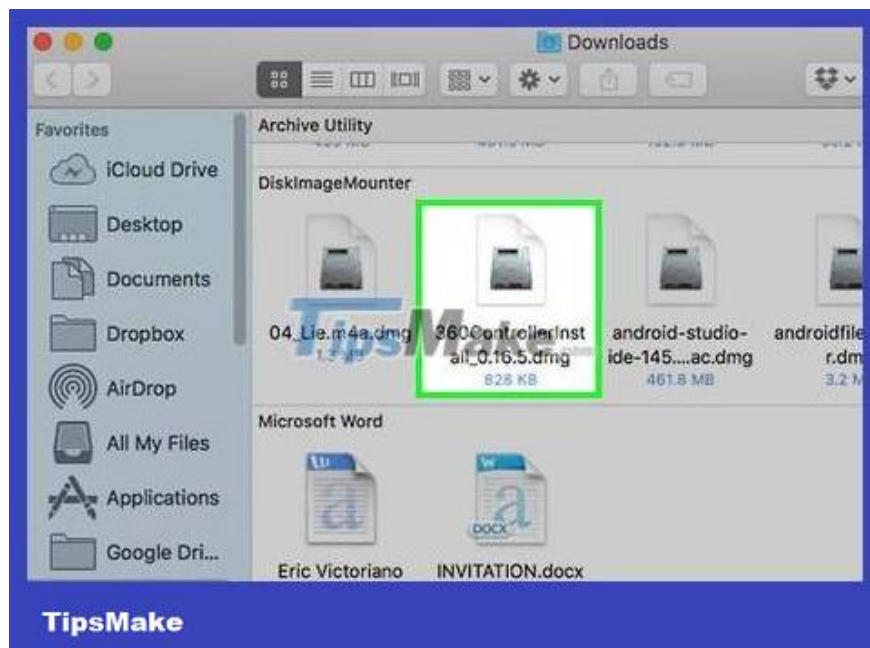 Downloads
Favorites
iCloud Drive
Desktop
Documents
Dropbox
AirDrop
All My Files
Applications
Google Dri...
Archive Utility
DiskImageMounter
04_Lie.m4a.dmg
360ControllerInst
all_0.16.5.dmg
828 KB
android-studio-
ide-145....ac.dmg
461.8 MB
androidfile
r.dm
3.2 M
Microsoft Word
W
DOCX
Eric Victoriano
INVITATION.docx
TipsMake
TipsMake